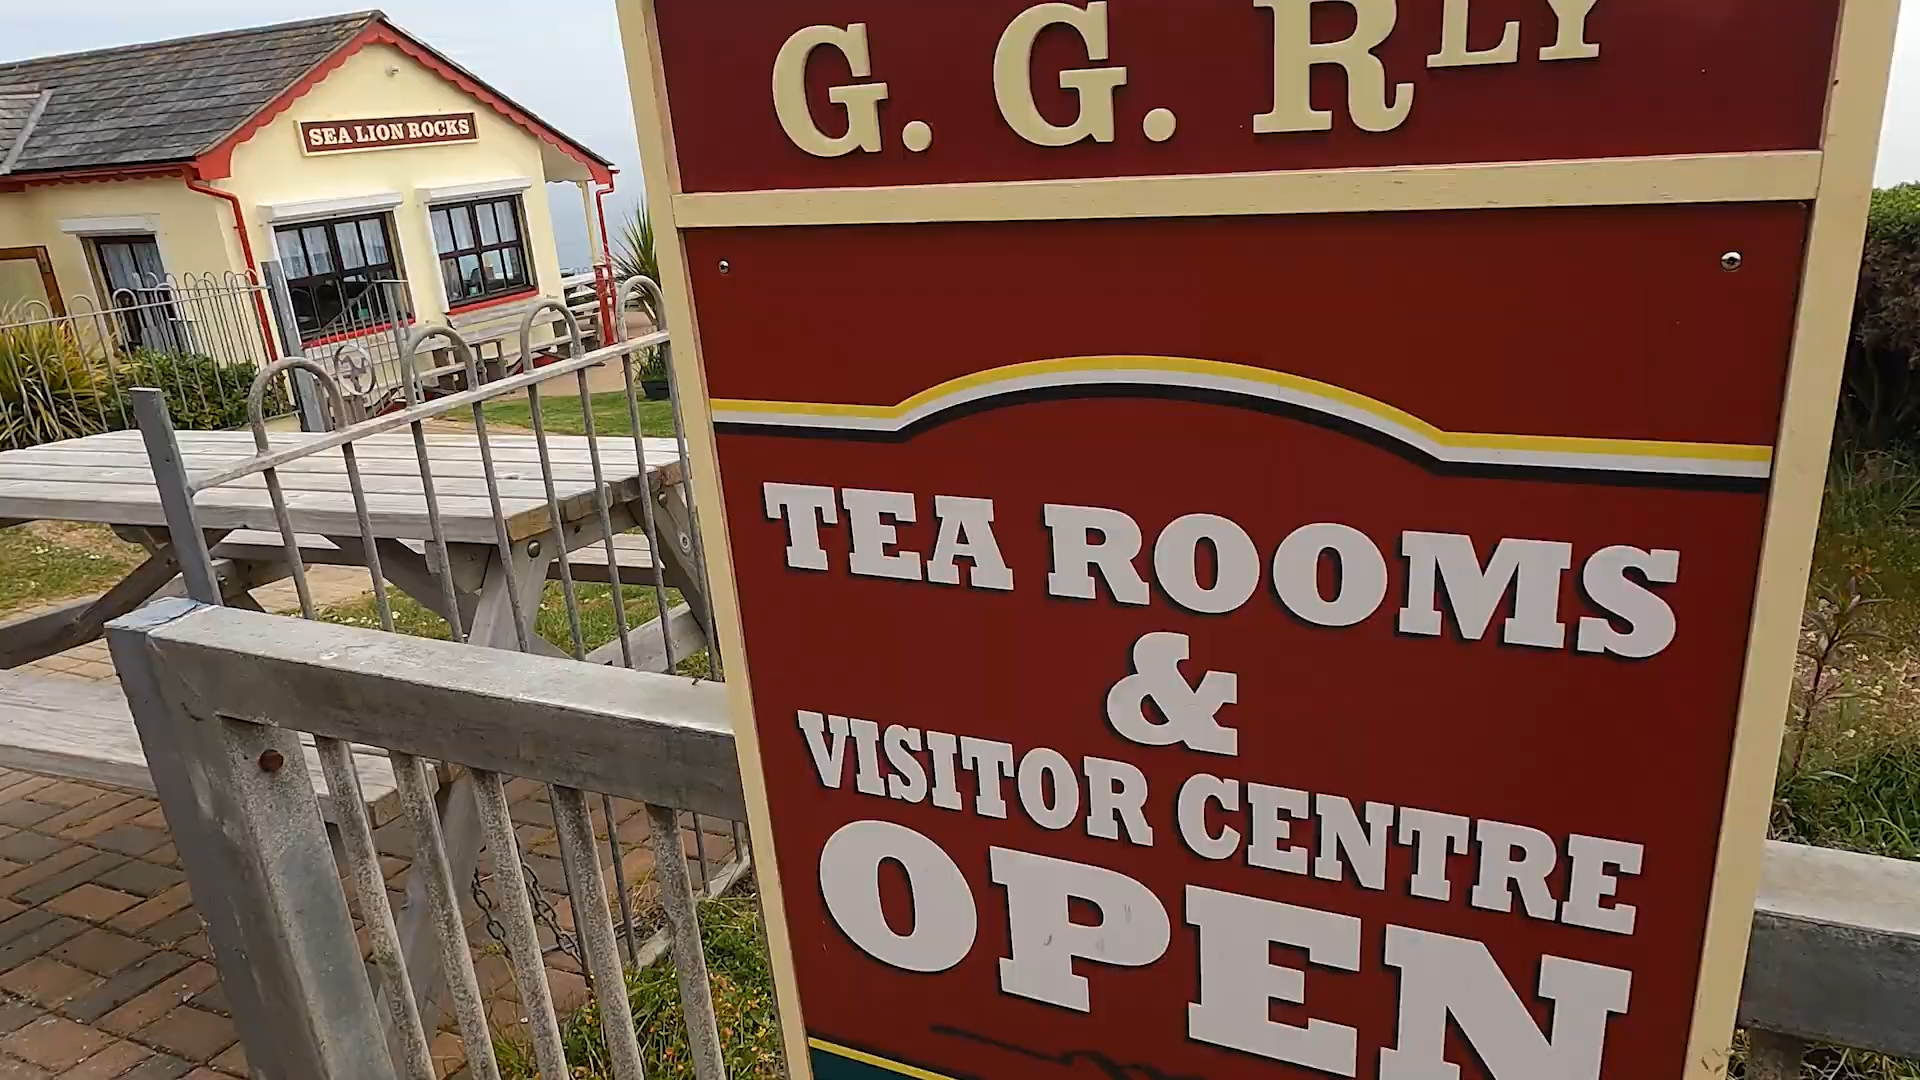 SEA LION ROCKS
G. G. RLY
TEA ROOMS
&
VISITOR CENTRE
OPEN